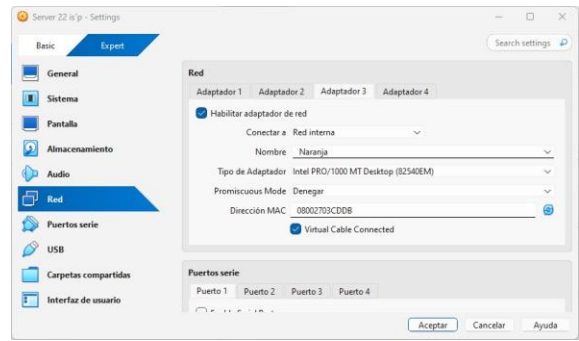 Server 22 is'p - Settings
Basic
Expert
Search settings
General
Sistema
Pantalla
Almacenamiento
Audio
Red
Puertos serie
USB
Carpetas compartidas
Interfaz de usuario
Red
Adaptador 1 Adaptador 2 Adaptador 3 Adaptador 4
Habilitar adaptador de red
Conectar a Red interna
Nombre Naranja
Tipo de Adaptador Intel PRO/1000 MT Desktop (82540EM)
Promiscuous Mode Denegar
Dirección MAC 08002703CDDB
Virtual Cable Connected
Puertos serie
Puerto 1 Puerto 2 Puerto 3 Puerto 4
Aceptar Cancelar Ayuda